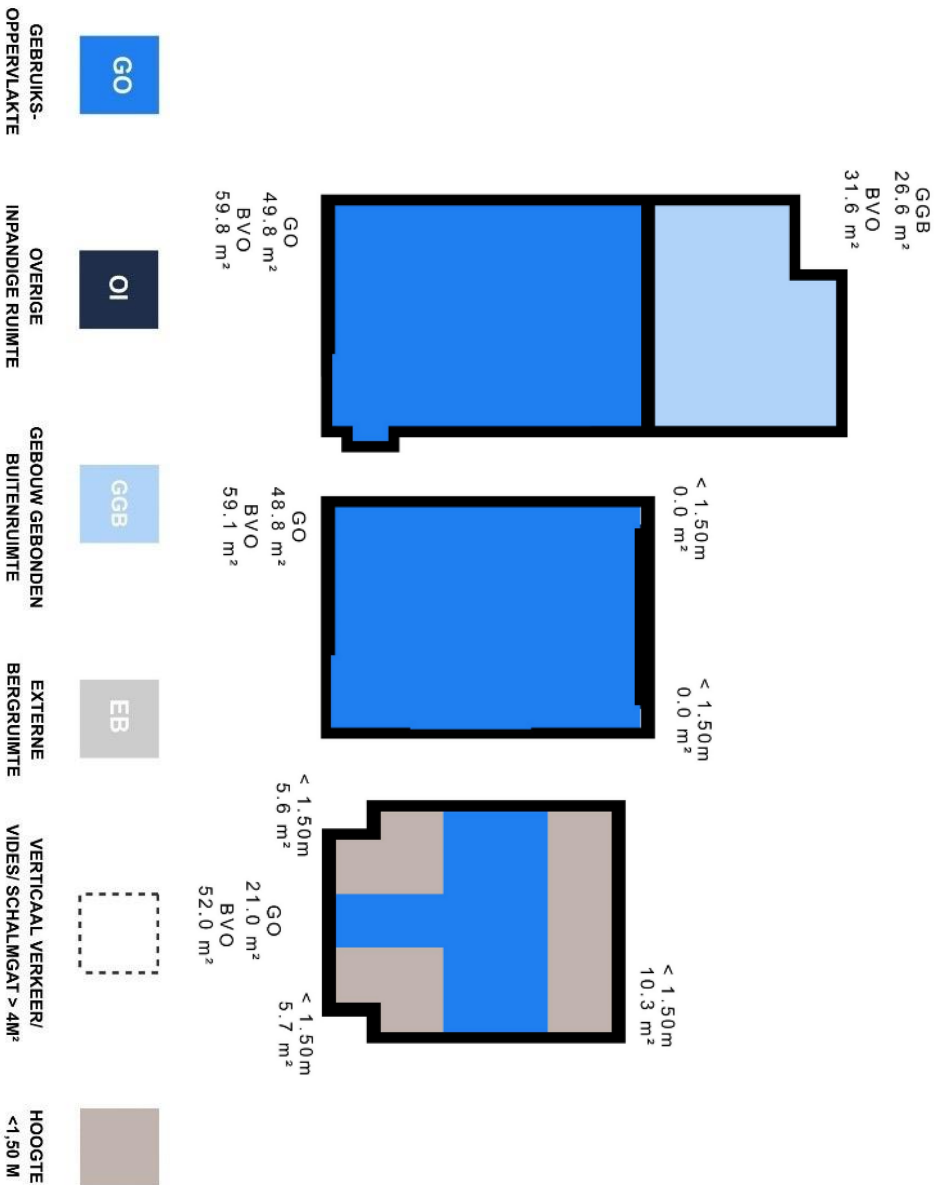 GGB
26.6 m²
BVO
31.6 m²
GO
49.8 m²
BVO
59.8 m²
< 1.50m
0.0 m²
< 1.50m
0.0 m²
GO
48.8 m²
BVO
59.1 m²
< 1.50m
10.3 m²
< 1.50m
5.6 m²
< 1.50m
5.7 m²
GO
21.0 m²
BVO
52.0 m²
GO
GEBRUIKS-
OPPERVLAKTE
OI
OVERIGE
INPANDIGE RUIMTE
GGB
GEBOUW GEBONDEN
BUITENRUIMTE
EB
EXTERNE
BERGRUIMTE
VERTICAAL VERKEER/
VIDES/ SCHALMGAT > 4M²
HOOGTE
<1,50 M